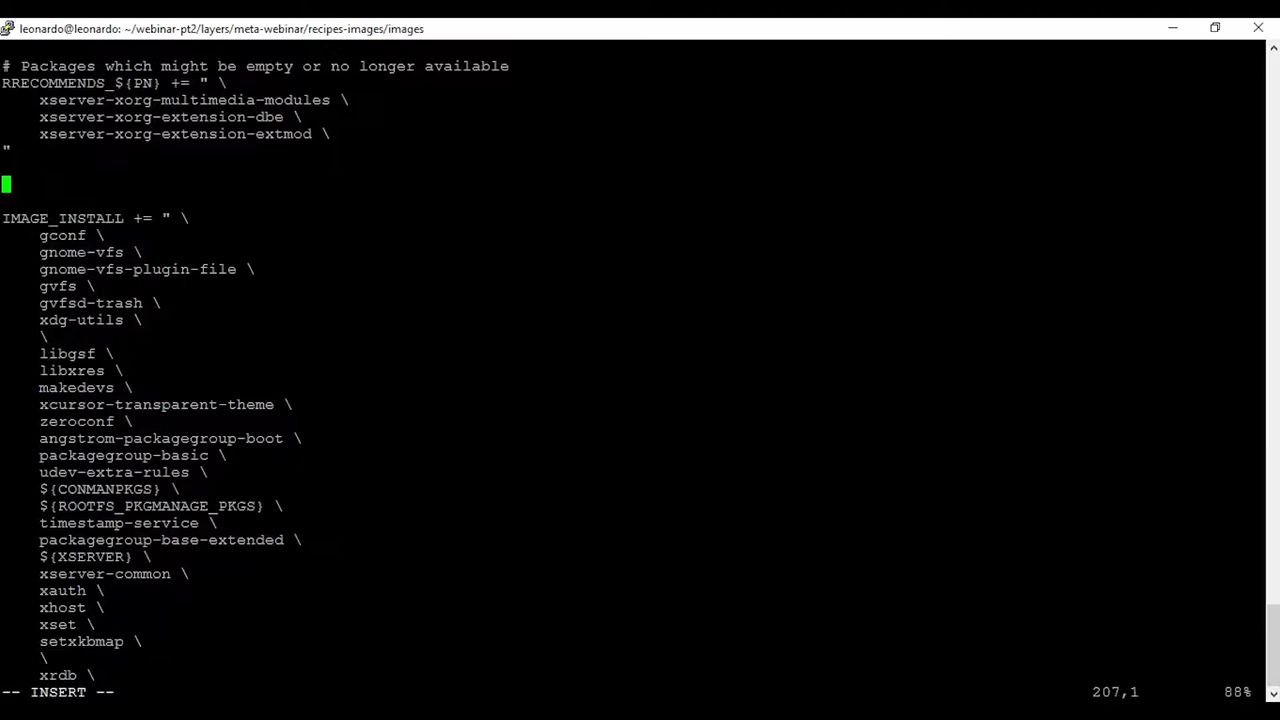 leonardo@leonardo: ~/webinar-pt2/layers/meta-webinar/recipes-images/images
# Packages which might be empty or no longer available
RRECOMMENDS_${PN} += " \
    xserver-xorg-multimedia-modules \
    xserver-xorg-extension-dbe \
    xserver-xorg-extension-extmod \
"
IMAGE_INSTALL += " \
    gconf \
    gnome-vfs \
    gnome-vfs-plugin-file \
    gvfs \
    gvfsd-trash \
    xdg-utils \
    \
    libgsf \
    libxres \
    makedevs \
    xcursor-transparent-theme \
    zeroconf \
    angstrom-packagegroup-boot \
    packagegroup-basic \
    udev-extra-rules \
    ${CONMANPKGS} \
    ${ROOTFS_PKGMANAGE_PKGS} \
    timestamp-service \
    packagegroup-base-extended \
    ${XSERVER} \
    xserver-common \
    xauth \
    xhost \
    xset \
    setxkbmap \
    \
    xrdb \
-- INSERT -- 207,1 88%